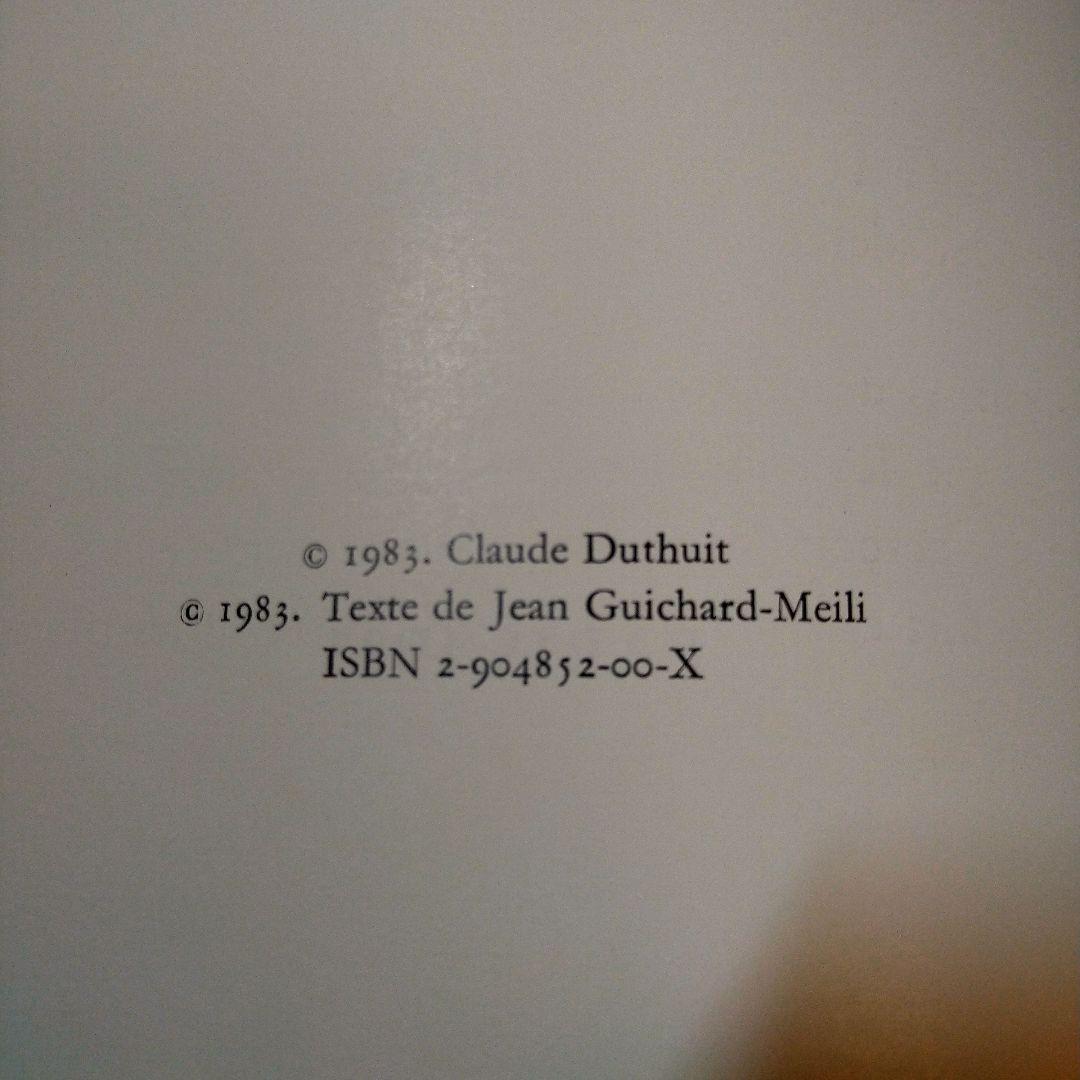 © 1983. Claude Duthuit
© 1983. Texte de Jean Guichard-Meili
ISBN 2-904852-00-X